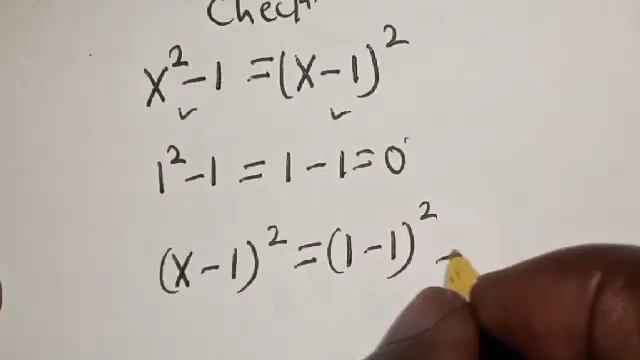 x² - 1 = (x - 1)²
1² - 1 = 1 - 1 = 0
(x - 1)² = (1 - 1)²